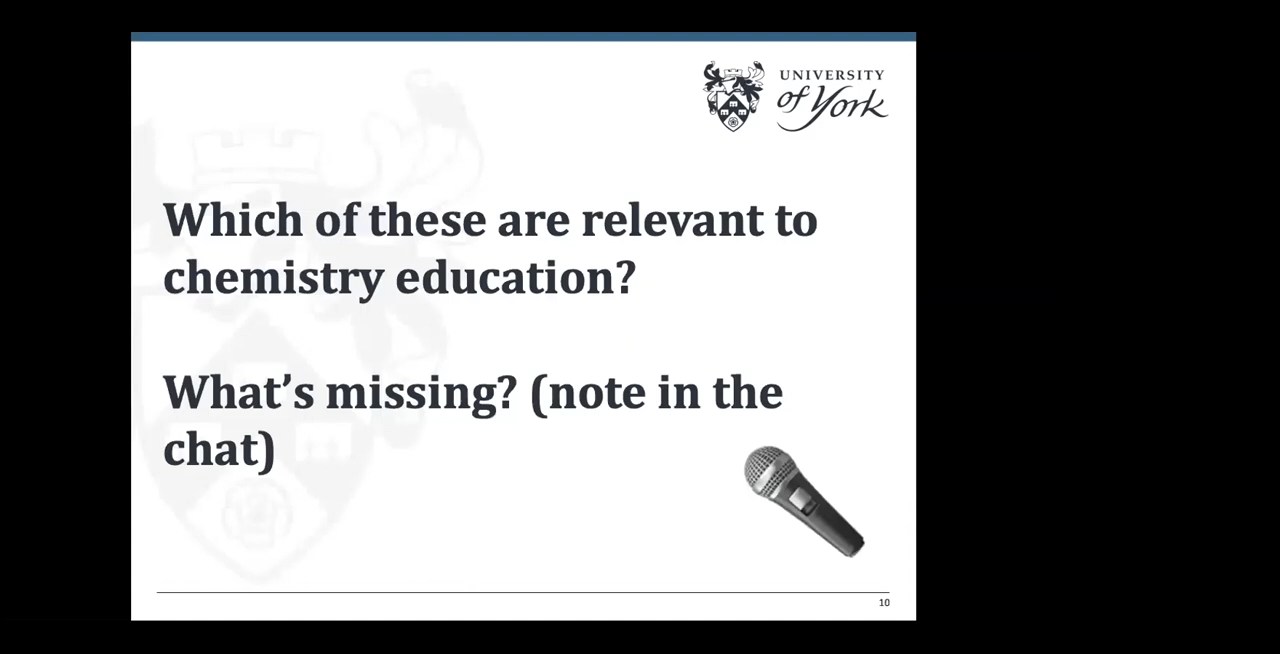 UNIVERSITY
of York
Which of these are relevant to
chemistry education?
What’s missing? (note in the
chat)
10